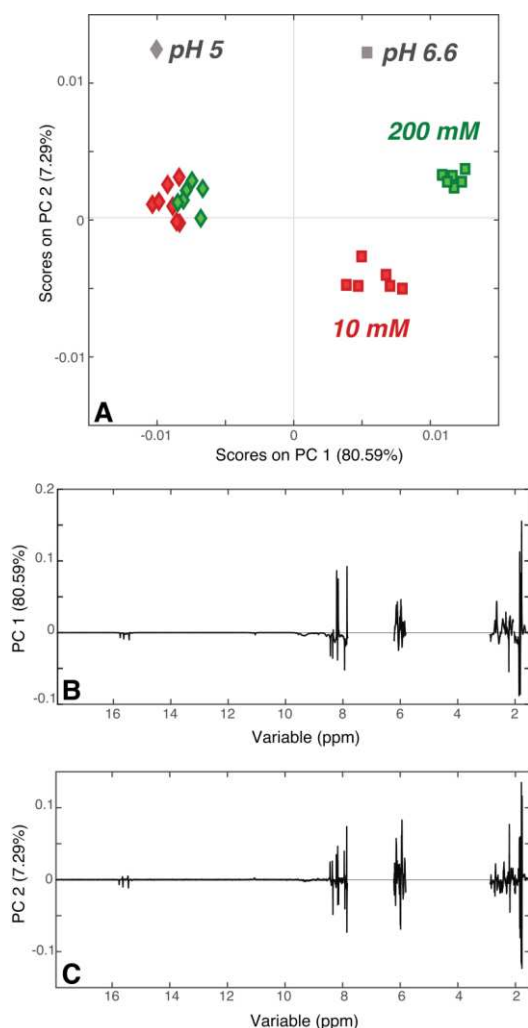 pH 5 pH 6.6
0.01
200 mM
Scores on PC 2 (7.29%)
0
10 mM
-0.01
A
-0.01 0 0.01
Scores on PC 1 (80.59%)
0.2
0.1
PC 1 (80.59%)
0
-0.1
B
16 14 12 10 8 6 4 2
Variable (ppm)
0.1
PC 2 (7.29%)
0
-0.1
C
16 14 12 10 8 6 4 2
Variable (ppm)